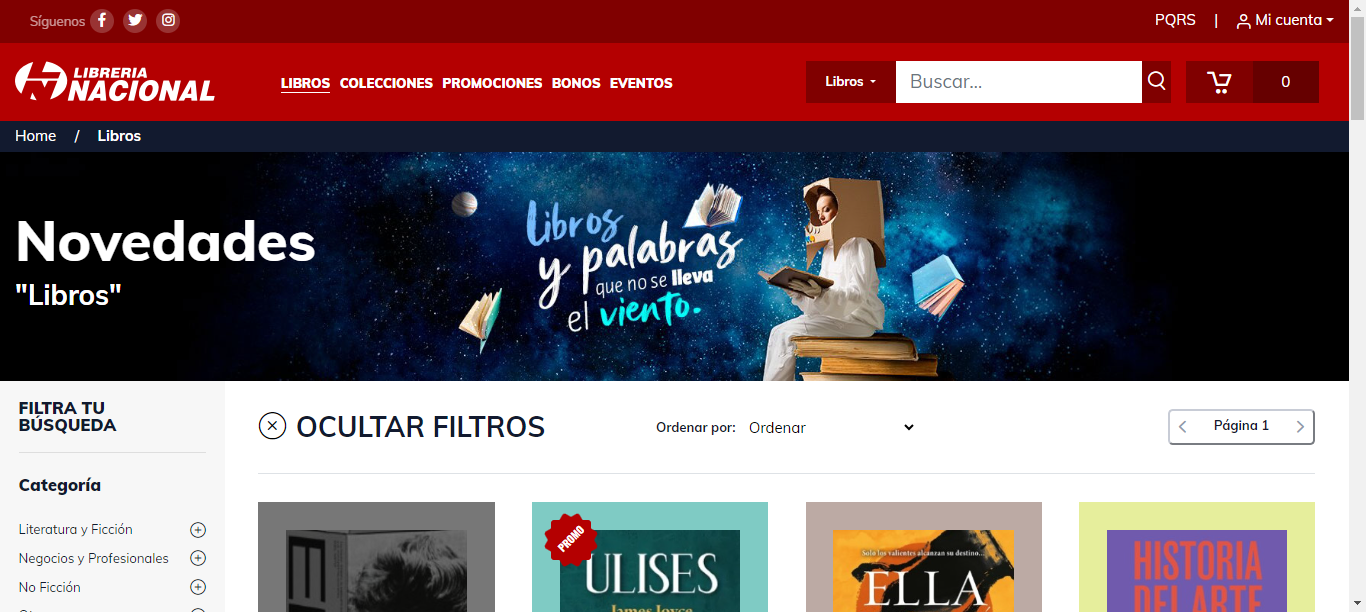 Síguenos
PQRS | Mi cuenta
LIBRERIA
NACIONAL
LIBROS COLECCIONES PROMOCIONES BONOS EVENTOS
Libros
Buscar...
0
Home / Libros
Novedades
"Libros"
Libros
y palabras
que no se lleva
el viento.
FILTRA TU
BÚSQUEDA
OCULTAR FILTROS
Ordenar por: Ordenar
Página 1
Categoría
Literatura y Ficción
Negocios y Profesionales
No Ficción
PROMO
ULISES
James Joyce
Solo los valientes alcanzan su destino...
ELLA
HISTORIA
DEL ARTE